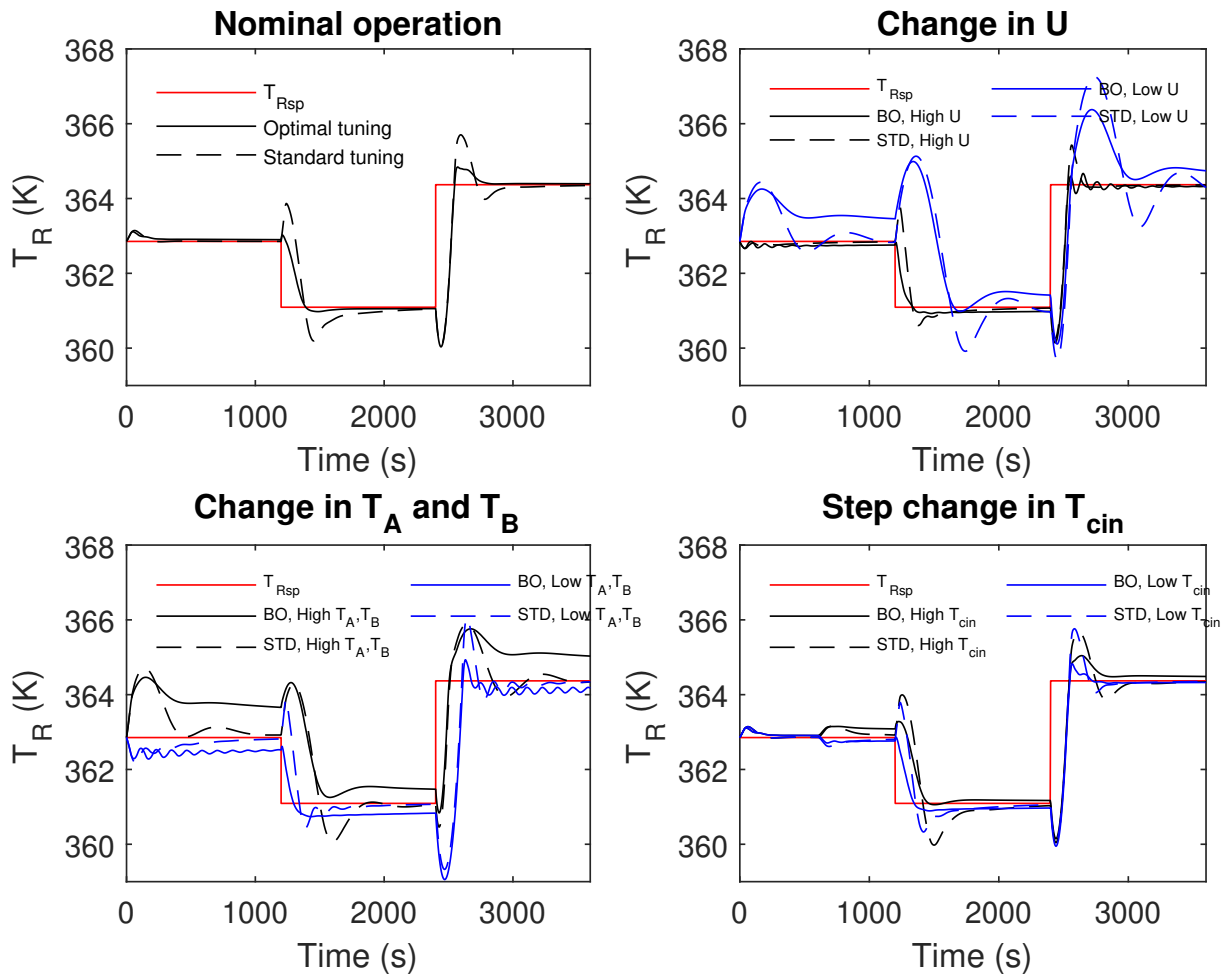 Nominal operation
368
366
364
362
360
T_R (K)
T_Rsp
Optimal tuning
Standard tuning
0 1000 2000 3000
Time (s)
Change in U
368
366
364
362
360
T_R (K)
T_Rsp
BO, High U
STD, High U
BO, Low U
STD, Low U
0 1000 2000 3000
Time (s)
Change in T_A and T_B
368
366
364
362
360
T_R (K)
T_Rsp
BO, High T_A,T_B
STD, High T_A,T_B
BO, Low T_A,T_B
STD, Low T_A,T_B
0 1000 2000 3000
Time (s)
Step change in T_cin
368
366
364
362
360
T_R (K)
T_Rsp
BO, High T_cin
STD, High T_cin
BO, Low T_cin
STD, Low T_cin
0 1000 2000 3000
Time (s)